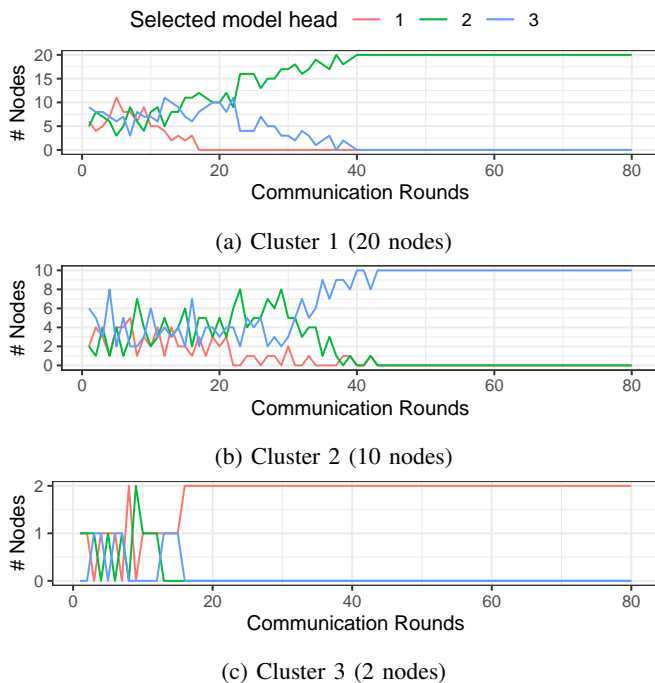 Selected model head 1 2 3
20
15
10
5
0
# Nodes
0 20 40 60 80
Communication Rounds
(a) Cluster 1 (20 nodes)
10
8
6
4
2
0
# Nodes
0 20 40 60 80
Communication Rounds
(b) Cluster 2 (10 nodes)
2
1
0
# Nodes
0 20 40 60 80
Communication Rounds
(c) Cluster 3 (2 nodes)